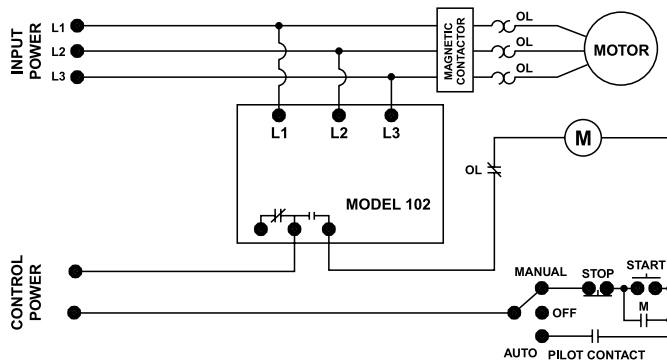 INPUT
POWER
L1
L2
L3
MAGNETIC
CONTACTOR
OL
OL
OL
MOTOR
L1 L2 L3
MODEL 102
OL
M
CONTROL
POWER
MANUAL
STOP
START
M
OFF
AUTO
PILOT CONTACT